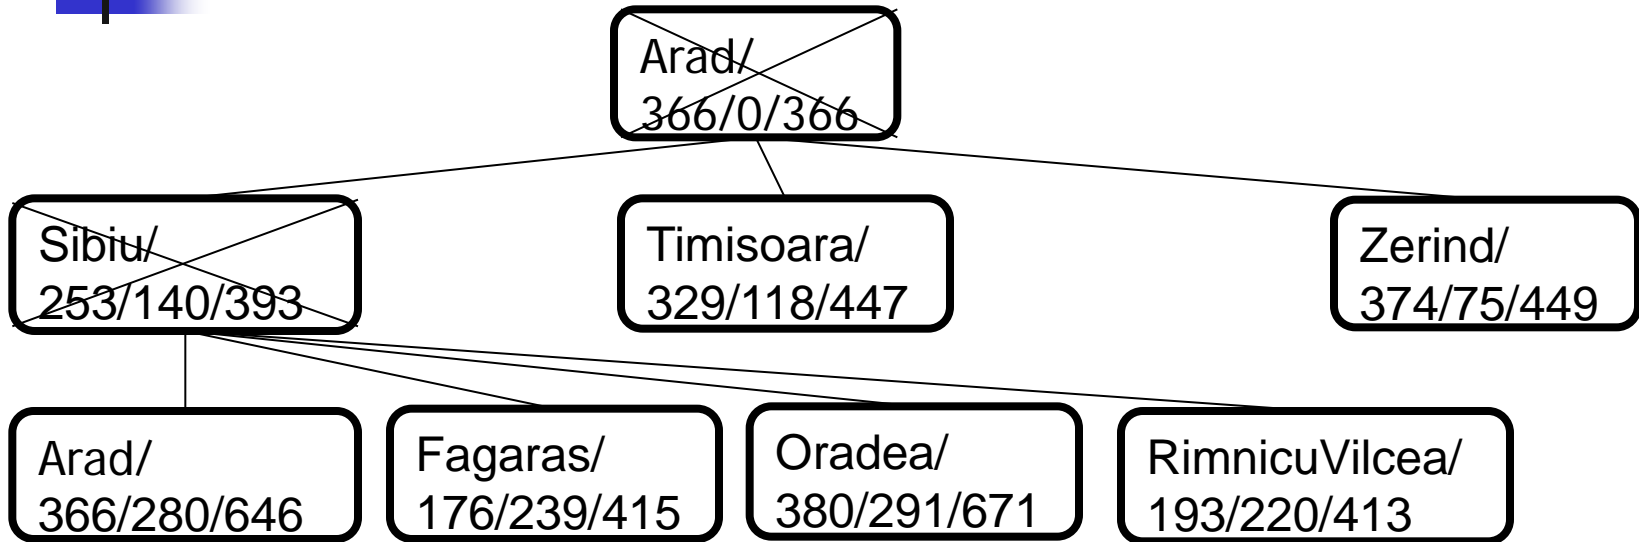 Arad/
366/0/366
Sibiu/
253/140/393
Timisoara/
329/118/447
Zerind/
374/75/449
Arad/
366/280/646
Fagaras/
176/239/415
Oradea/
380/291/671
RimnicuVilcea/
193/220/413